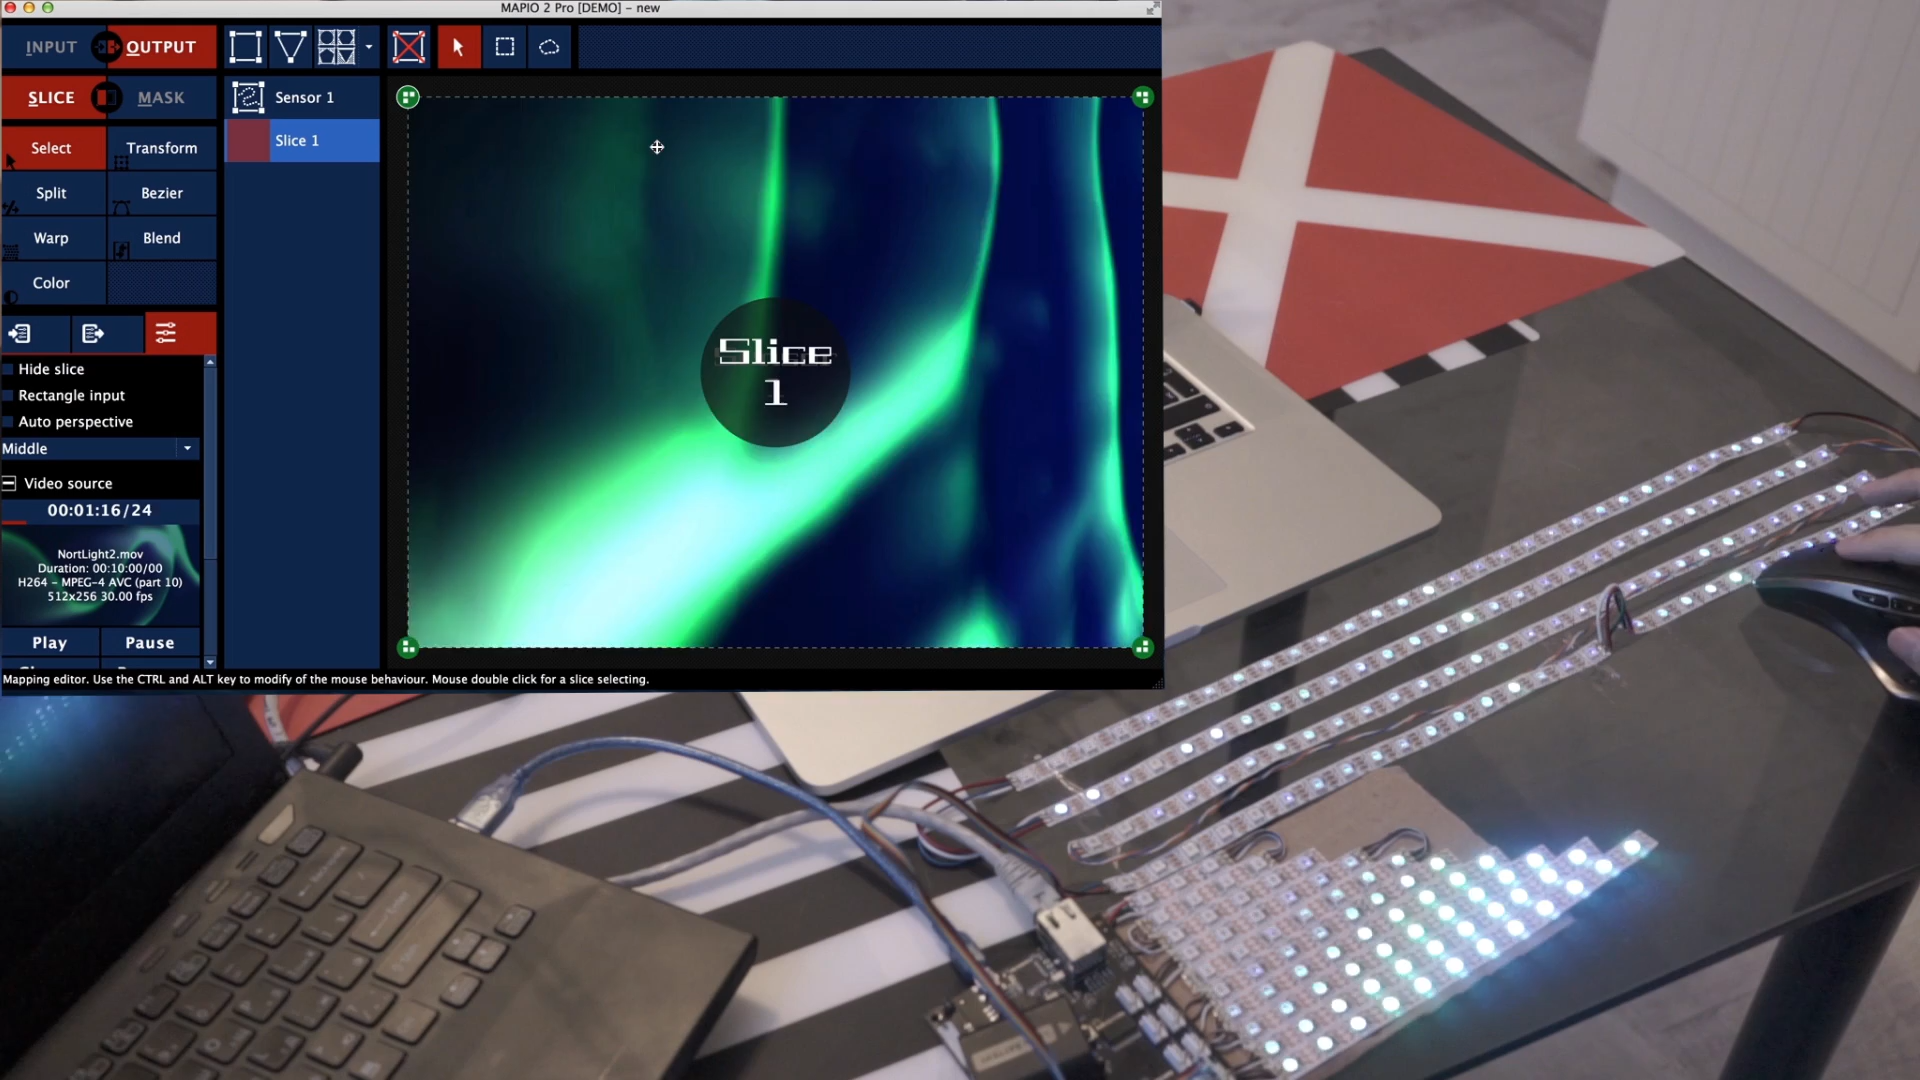 MAPIO 2 Pro [DEMO] - new
INPUT OUTPUT
SLICE MASK
Sensor 1
Slice 1
Select Transform
Split Bezier
Warp Blend
Color
Hide slice
Rectangle input
Auto perspective
Middle
Video source
00:01:16/24
NortLight2.mov
Duration: 00:10:00/00
H264 - MPEG-4 AVC (part 10)
512x256 30.00 fps
Play Pause
Slice
1
Mapping editor. Use the CTRL and ALT key to modify of the mouse behaviour. Mouse double click for a slice selecting.